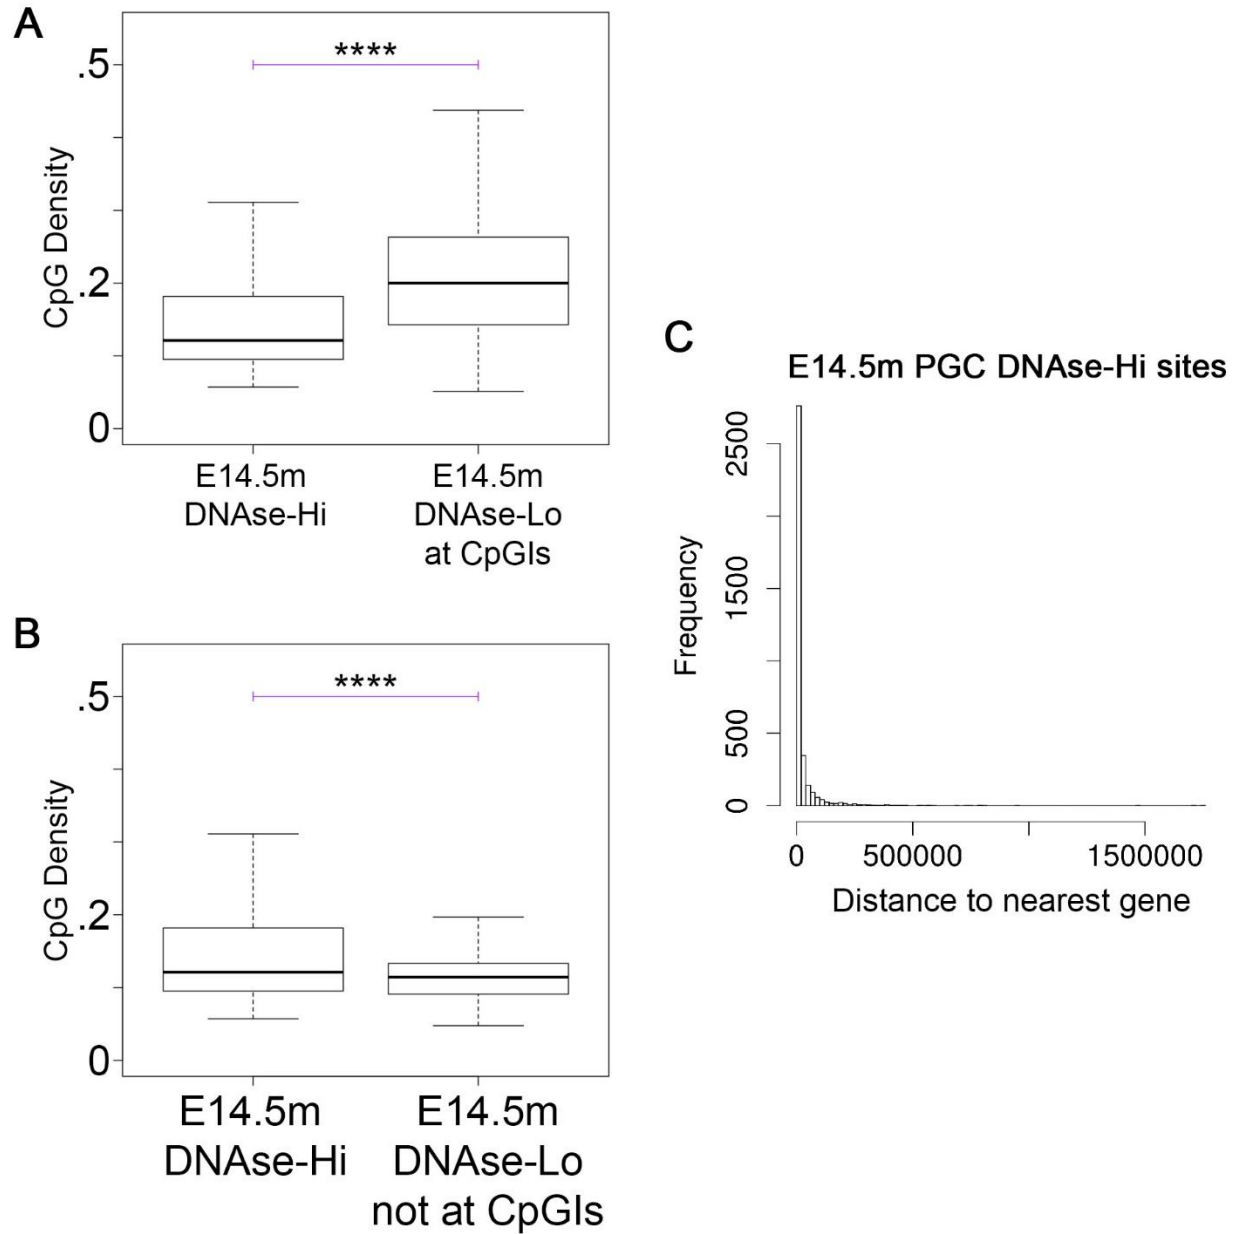 A
****
.5
.2
0
CpG Density
E14.5m
DNAse-Hi
E14.5m
DNAse-Lo
at CpGIs
B
****
.5
.2
0
CpG Density
E14.5m
DNAse-Hi
E14.5m
DNAse-Lo
not at CpGIs
C
E14.5m PGC DNAse-Hi sites
2500
1500
500
0
Frequency
0 500000 1500000
Distance to nearest gene